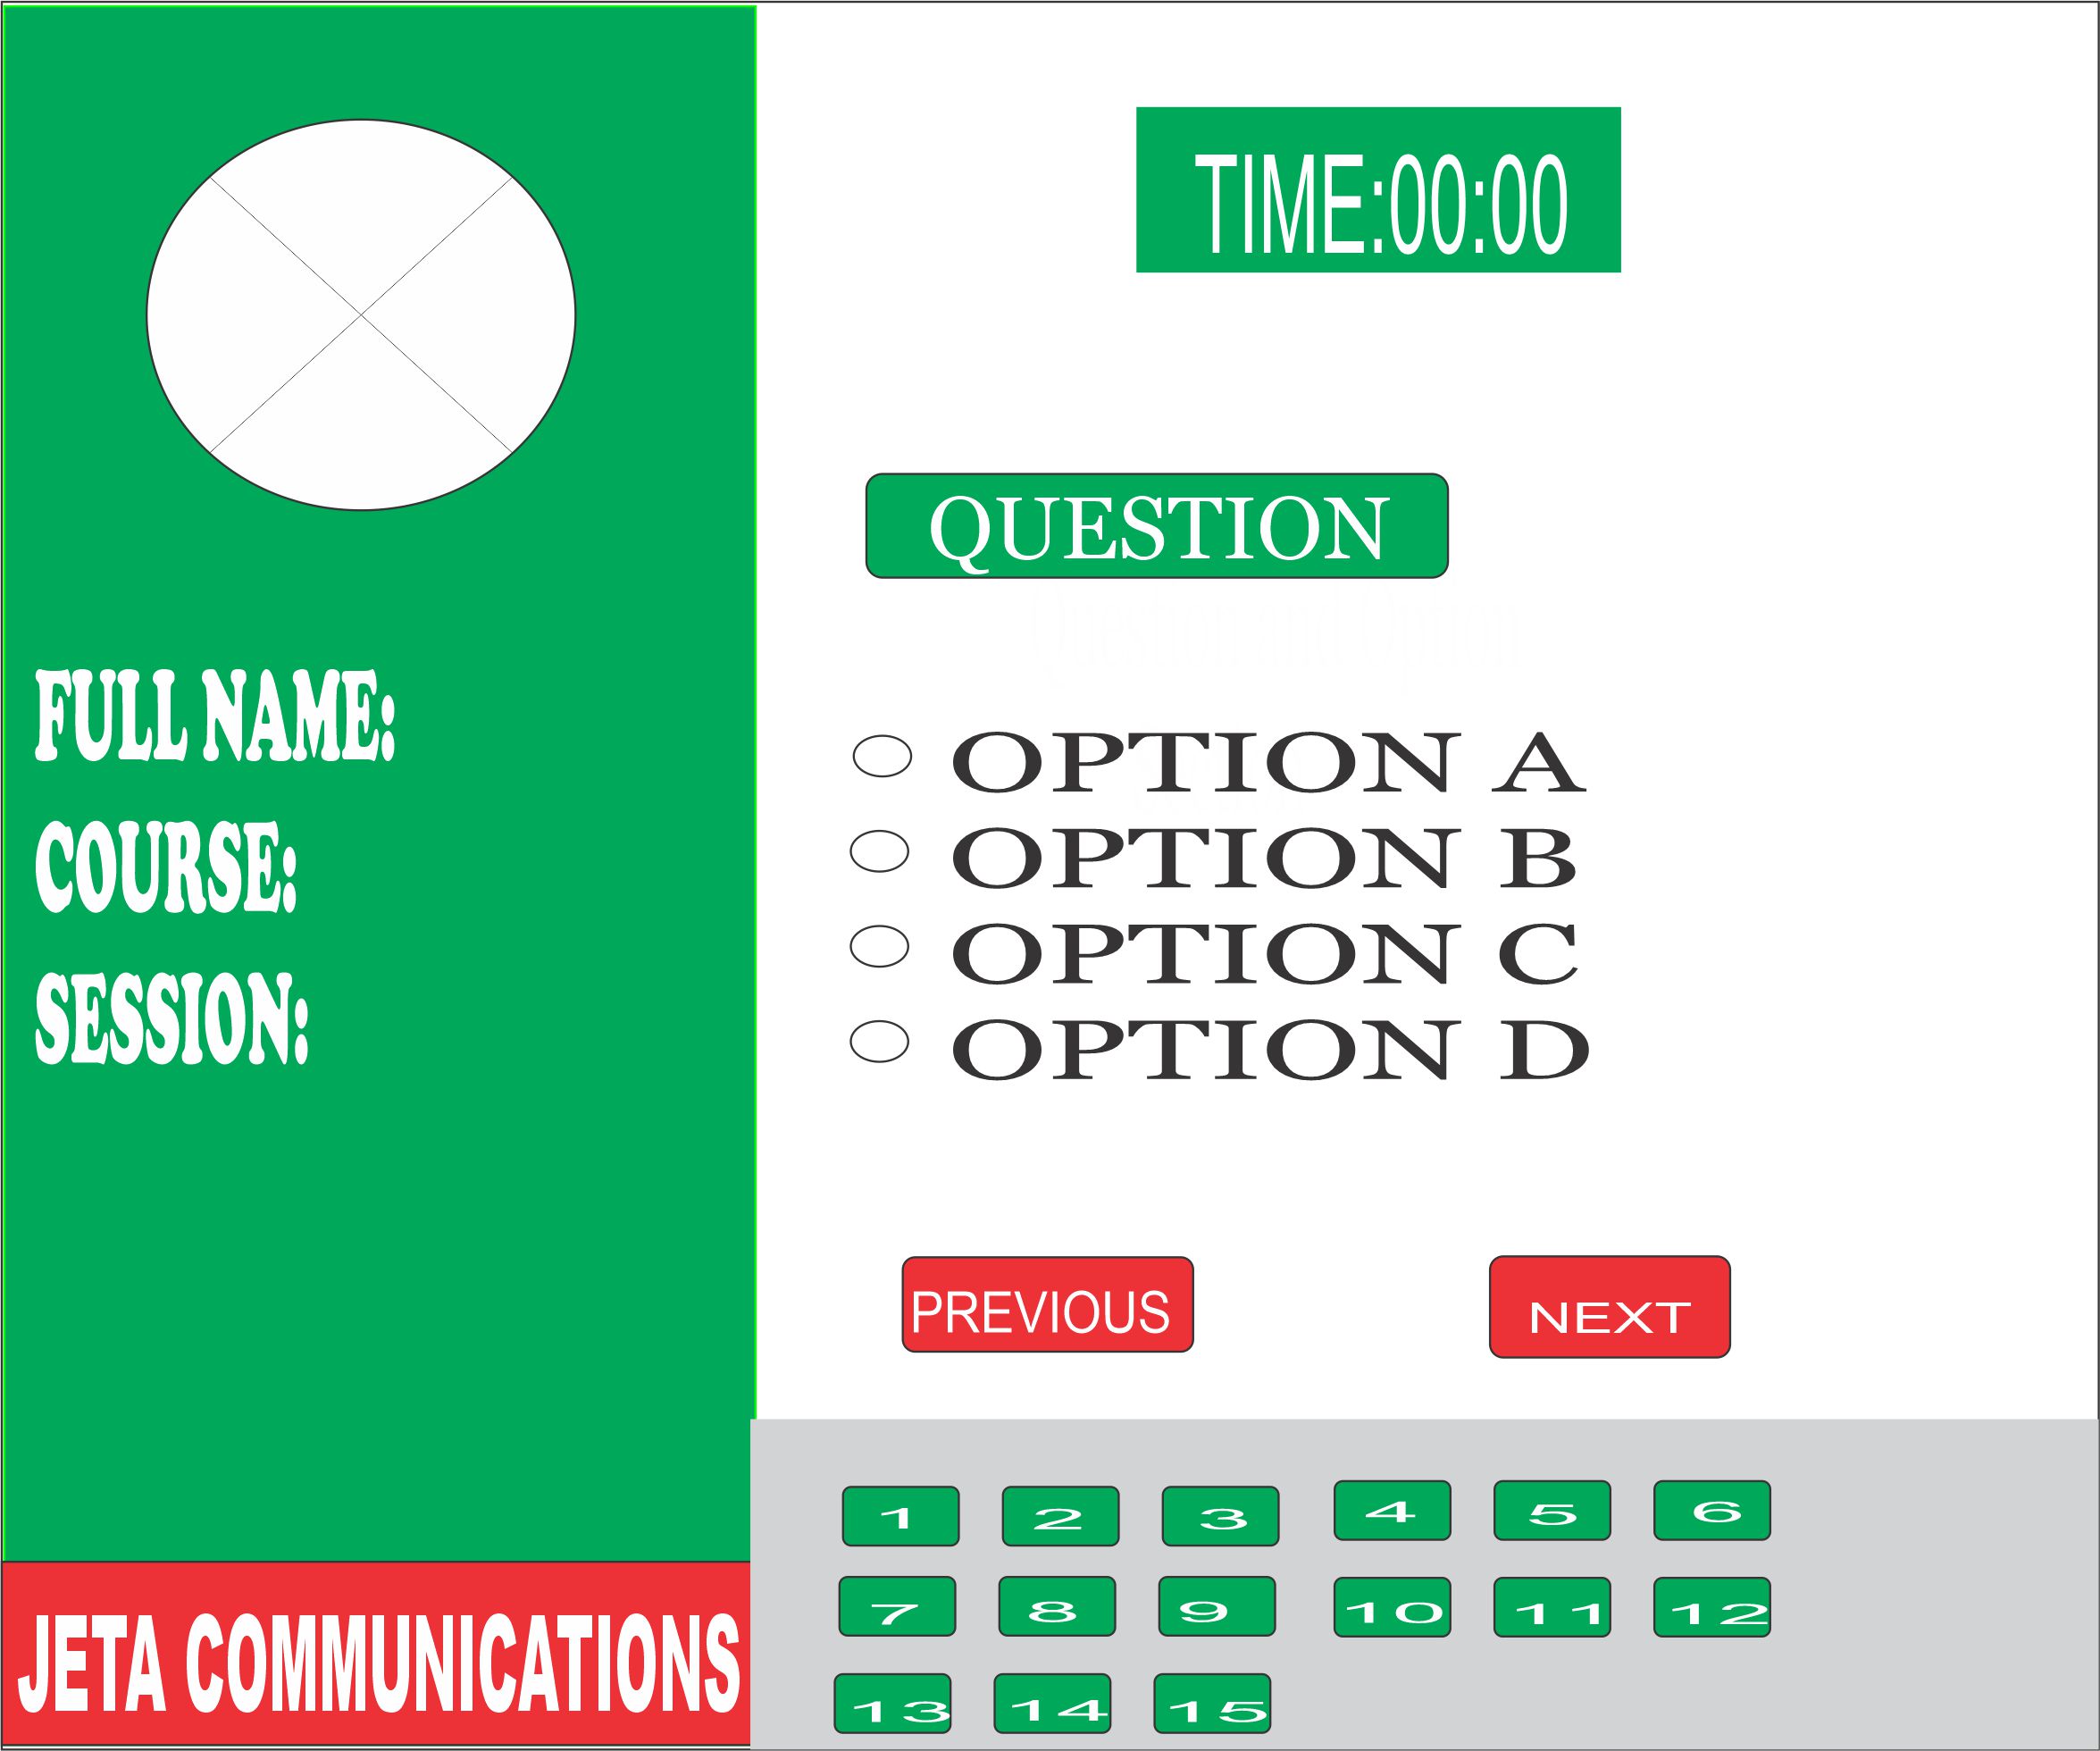 TIME:00:00
QUESTION
FULL NAME:
COURSE:
SESSION:
OPTION A
OPTION B
OPTION C
OPTION D
PREVIOUS
NEXT
1 2 3 4 5 6
7 8 9 10 11 12
13 14 15
JETA COMMUNICATIONS